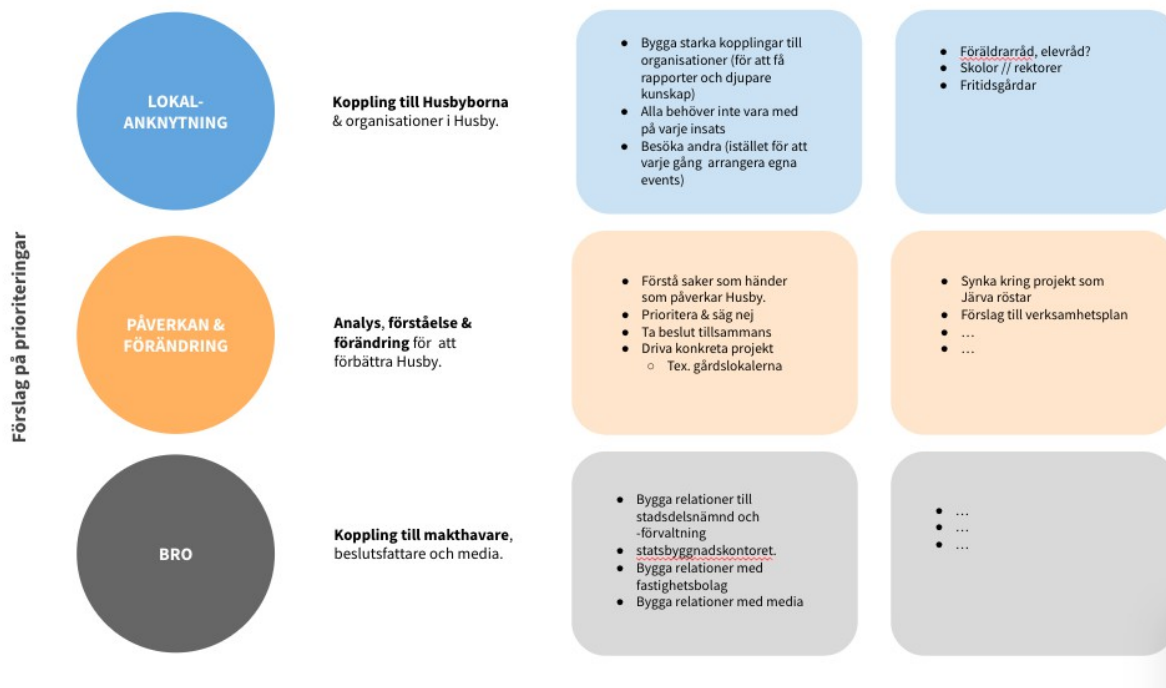 Förslag på prioriteringar
LOKAL-
ANKNYTNING
Koppling till Husbyborna
& organisationer i Husby.
● Bygga starka kopplingar till
organisationer (för att få
rapporter och djupare
kunskap)
● Alla behöver inte vara med
på varje insats
● Besöka andra (istället för att
varje gång arrangera egna
events)
● Föräldrarråd, elevråd?
● Skolor // rektorer
● Fritidsgårdar
PÅVERKAN &
FÖRÄNDRING
Analys, förståelse &
förändring för att
förbättra Husby.
● Förstå saker som händer
som påverkar Husby.
● Prioritera & säg nej
● Ta beslut tillsammans
● Driva konkreta projekt
○ Tex. gårdslokalerna
● Synka kring projekt som
Järva röstar
● Förslag till verksamhetsplan
● ...
● ...
BRO
Koppling till makthavare,
beslutsfattare och media.
● Bygga relationer till
stadsdelsnämnd och
-förvaltning
● statsbyggnadskontoret.
● Bygga relationer med
fastighetsbolag
● Bygga relationer med media
● ...
● ...
● ...